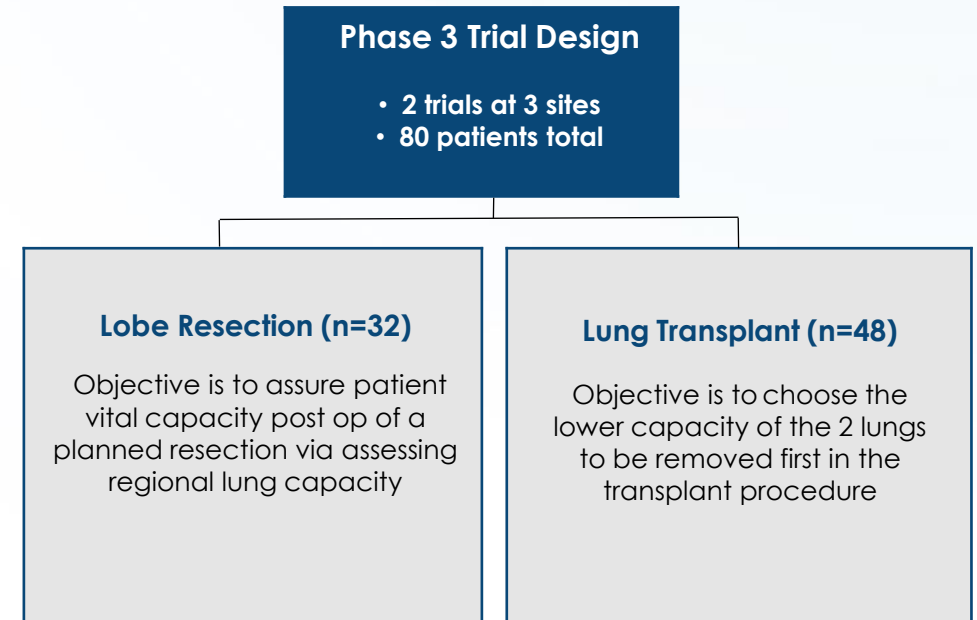 Phase 3 Trial Design
• 2 trials at 3 sites
• 80 patients total
Lobe Resection (n=32)
Objective is to assure patient
vital capacity post op of a
planned resection via assessing
regional lung capacity
Lung Transplant (n=48)
Objective is to choose the
lower capacity of the 2 lungs
to be removed first in the
transplant procedure